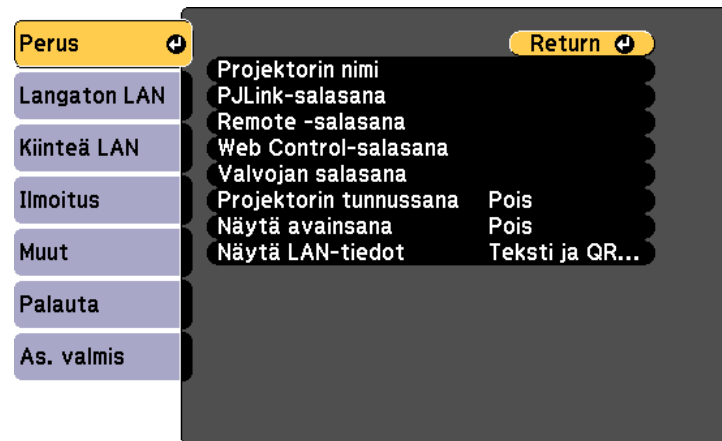 Perus
Langaton LAN
Kiinteä LAN
Ilmoitus
Muut
Palauta
As. valmis
Return
Projektorin nimi
PJLink-salasana
Remote -salasana
Web Control-salasana
Valvojan salasana
Projektorin tunnussana Pois
Näytä avainsana Pois
Näytä LAN-tiedot Teksti ja QR...